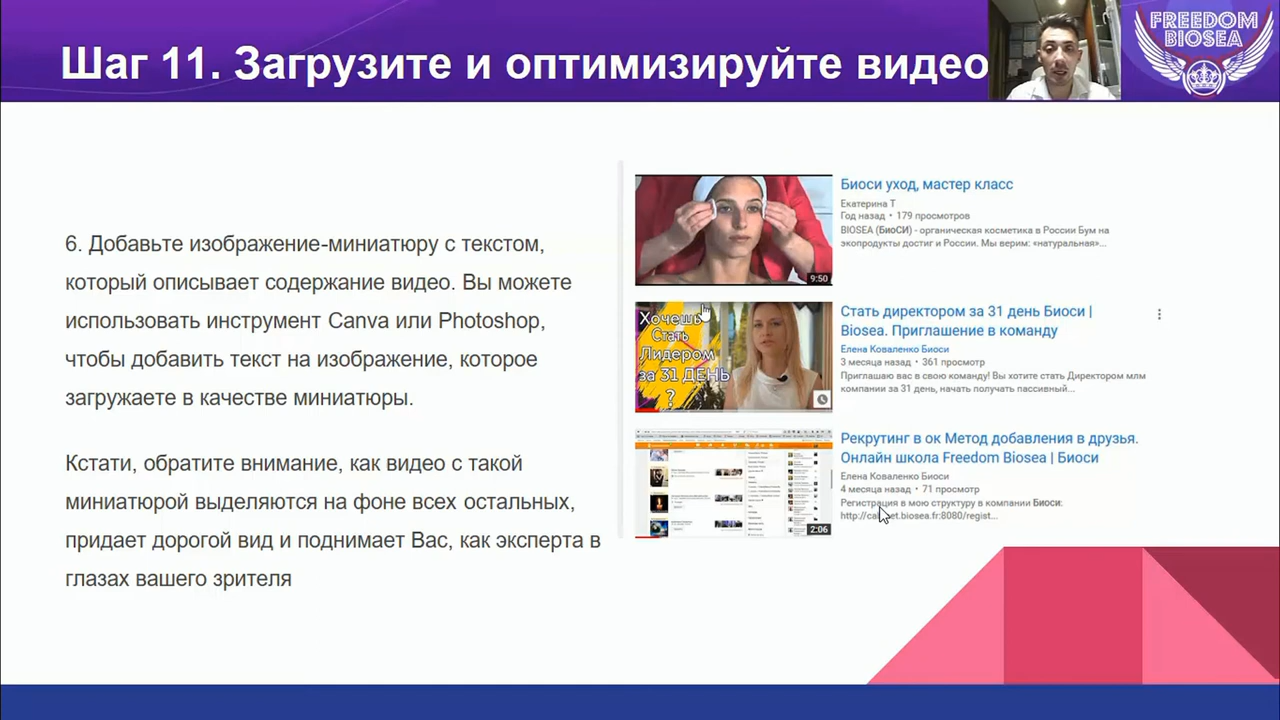 Шаг 11. Загрузите и оптимизируйте видео
FREEDOM
BIOSEA
6. Добавьте изображение-миниатюру с текстом,
который описывает содержание видео. Вы можете
использовать инструмент Canva или Photoshop,
чтобы добавить текст на изображение, которое
загружаете в качестве миниатюры.
Кстати, обратите внимание, как видео с такой
миниатюрой выделяются на фоне всех остальных,
придает дорогой вид и поднимает Вас, как эксперта в
глазах вашего зрителя
9:50
Биоси уход, мастер класс
Екатерина Т
Год назад • 179 просмотров
BIOSEA (БиоСИ) - органическая косметика в России Бум на
экопродукты достиг и России. Мы верим: «натуральная»...
Хочешь
Стать
Лидером
за 31 ДЕНЬ
?
Стать директором за 31 день Биоси |
Biosea. Приглашение в команду
Елена Коваленко Биоси
3 месяца назад • 361 просмотр
Приглашаю вас в свою команду! Вы хотите стать Директором млм
компании за 31 день, начать получать пассивный...
2:06
Рекрутинг в ок Метод добавления в друзья.
Онлайн школа Freedom Biosea | Биоси
Елена Коваленко Биоси
4 месяца назад • 71 просмотр
Регистрация в мою структуру в компании Биоси:
.biosea.fr:8080/regist...